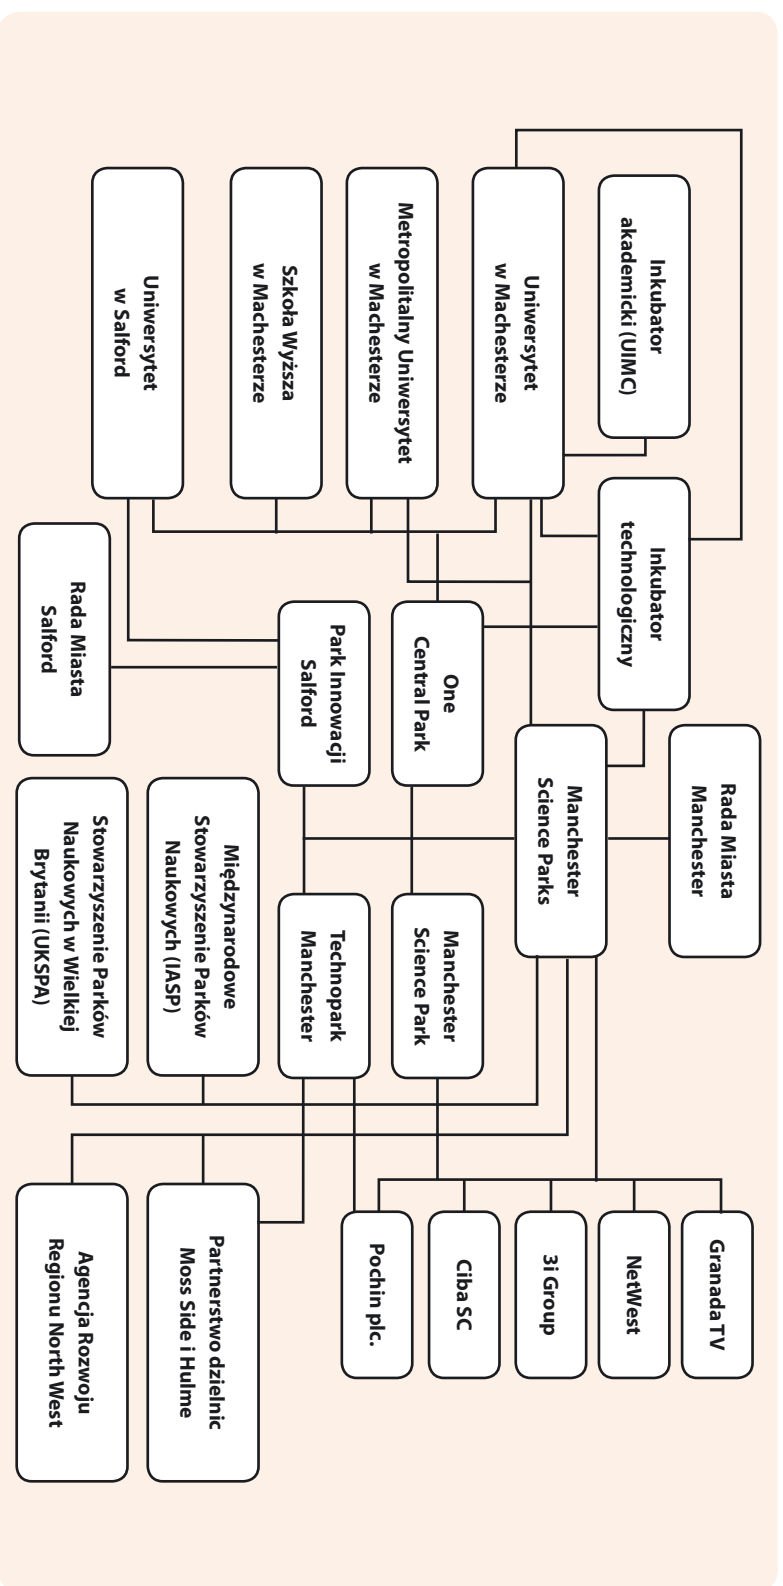 Inkubator
akademicki (UIMC)
Uniwersytet
w Machesterze
Metropolitalny Uniwersytet
w Machesterze
Szkoła Wyższa
w Machesterze
Uniwersytet
w Salford
Inkubator
technologiczny
One
Central Park
Park Innowacji
Salford
Rada Miasta
Salford
Rada Miasta
Manchester
Manchester
Science Parks
Manchester
Science Park
Technopark
Manchester
Międzynarodowe
Stowarzyszenie Parków
Naukowych (IASP)
Stowarzyszenie Parków
Naukowych w Wielkiej
Brytanii (UKSPA)
Granada TV
NetWest
3i Group
Ciba SC
Pochin plc.
Partnerstwo dzielnic
Moss Side i Hulme
Agencja Rozwoju
Regionu North West